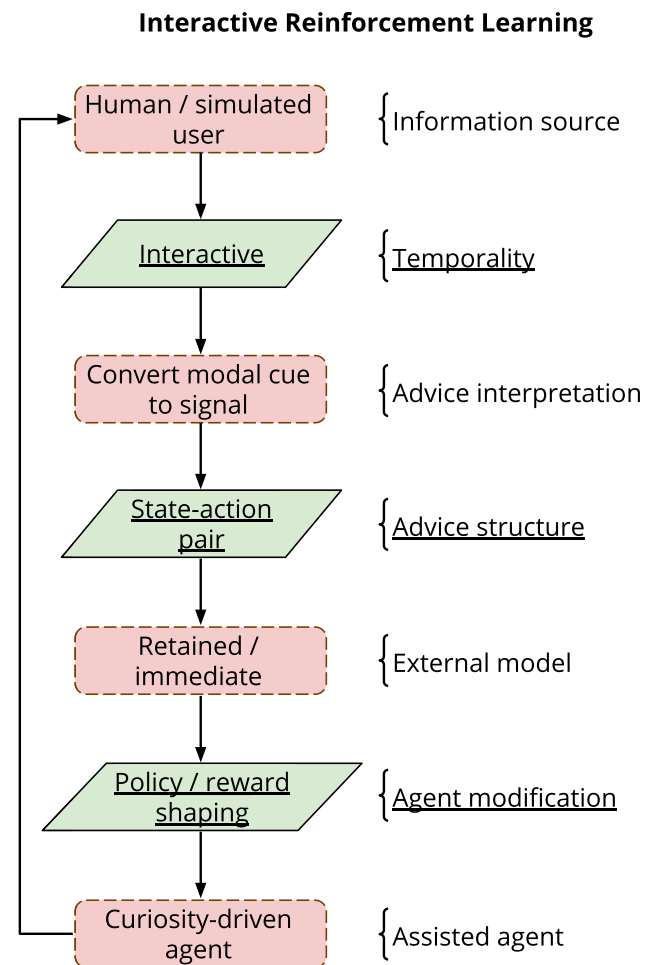 Interactive Reinforcement Learning
Human / simulated
user
Information source
Interactive
Temporality
Convert modal cue
to signal
Advice interpretation
State-action
pair
Advice structure
Retained /
immediate
External model
Policy / reward
shaping
Agent modification
Curiosity-driven
agent
Assisted agent